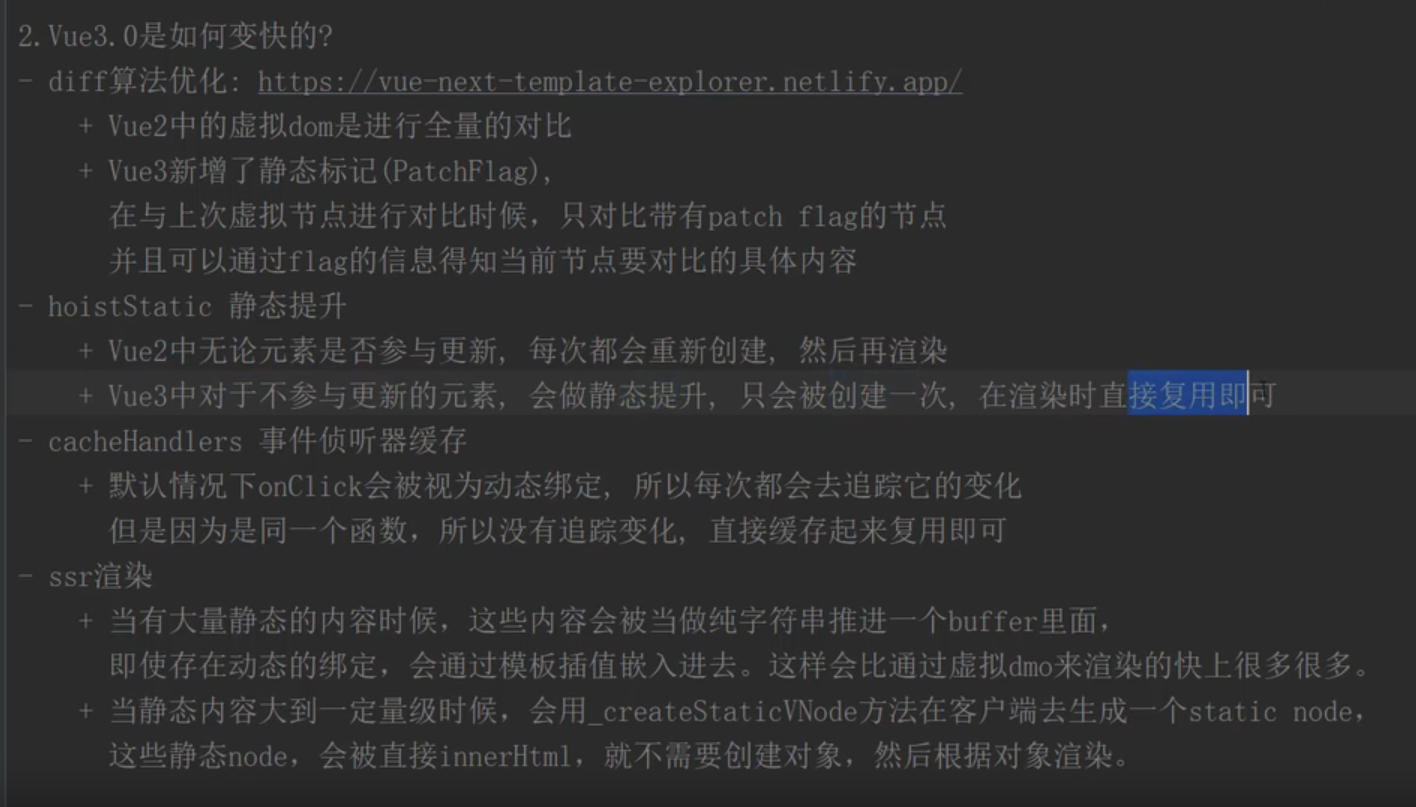 2.Vue3.0是如何变快的?
- diff算法优化: https://vue-next-template-explorer.netlify.app/
+ Vue2中的虚拟dom是进行全量的对比
+ Vue3新增了静态标记(PatchFlag),
在与上次虚拟节点进行对比时候，只对比带有patch flag的节点
并且可以通过flag的信息得知当前节点要对比的具体内容
- hoistStatic 静态提升
+ Vue2中无论元素是否参与更新, 每次都会重新创建, 然后再渲染
+ Vue3中对于不参与更新的元素, 会做静态提升, 只会被创建一次, 在渲染时直接复用即可
- cacheHandlers 事件侦听器缓存
+ 默认情况下onClick会被视为动态绑定, 所以每次都会去追踪它的变化
但是因为是同一个函数，所以没有追踪变化, 直接缓存起来复用即可
- ssr渲染
+ 当有大量静态的内容时候，这些内容会被当做纯字符串推进一个buffer里面，
即使存在动态的绑定，会通过模板插值嵌入进去。这样会比通过虚拟dmo来渲染的快上很多很多。
+ 当静态内容大到一定量级时候，会用_createStaticVNode方法在客户端去生成一个static node，
这些静态node，会被直接innerHtml，就不需要创建对象，然后根据对象渲染。